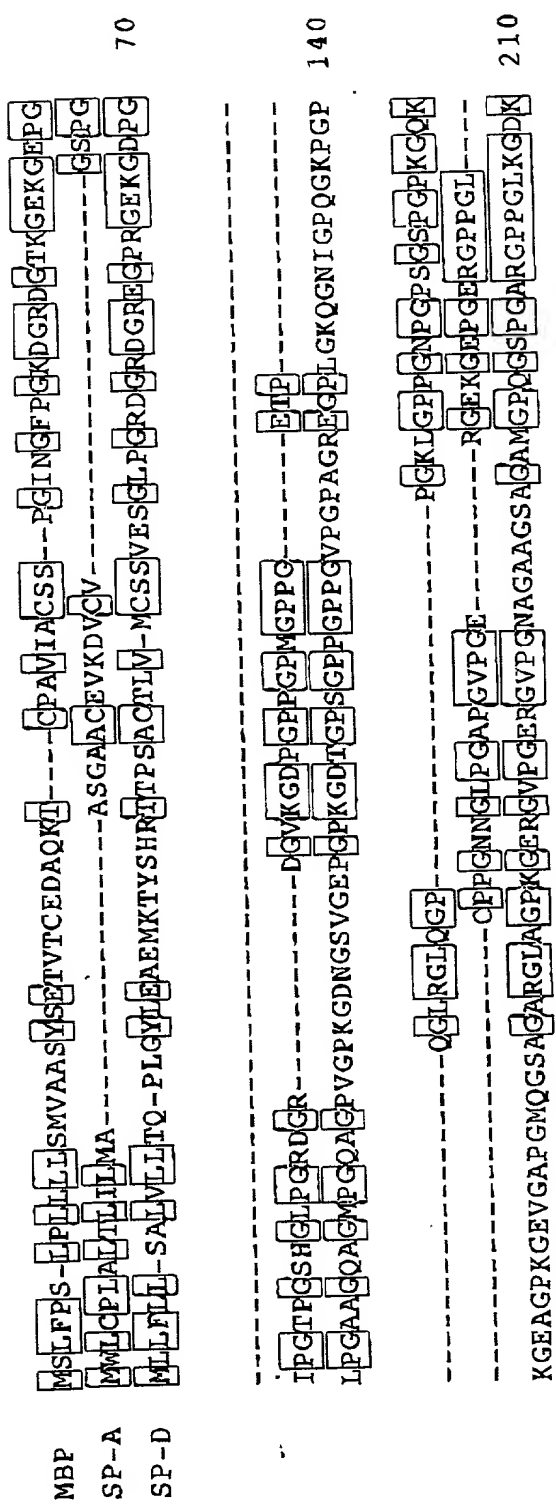 MBP MSLFPS-LPLLLLSMVAASYSETVTCEDAQKT----CPAVIACSS--PGINGFPGKDGRDGTKGEKGEPG
SP-A MWLCPLALTLILMA-----------------ASGAACEVKDVCV----------------------GSPG 70
SP-D MLLFLL-SALVLLTQ-PLGYLEAEMKTYSHRTTPSACTLV-MCSSVESGLPGRDGRDGREGPRGEKGDPG
----------------------------------------------------------------------
IPGTPGSHGLPGRDGR------------DGVKGDPGPPGPMGPPG-------ETP--------------- 140
LPGAAGQAGMPGQAGPVGPKGDNGSVGEPGPKGDTGPSGPPGPPGVPGPAGREGPLGKQGNIGPQGKPGP
------------------QGLRGLQGP---------------------PGKLGPPGNPGPSGSPGPKGQK
-------------------------CPPGNNGLPGAPGVPGE---------RGEKGEPGERGPPGL---- 210
KGEAGPKGEVGAPGMQGSAGARGLAGPKGERGVPGERGVPGNAGAAGSAGAMGPQGSPGARGPPGLKGDK